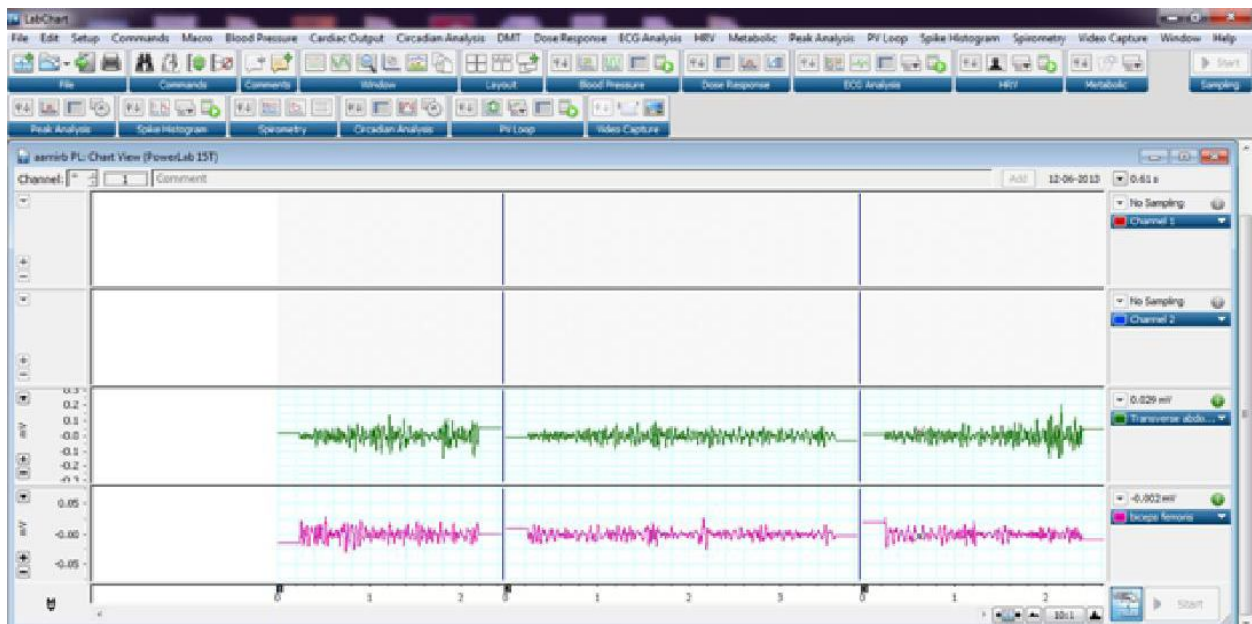 LabChart
File Edit Setup Commands Macro Blood Pressure Cardiac Output Circadian Analysis DMT Dose Response ECG Analysis HRV Metabolic Peak Analysis PV Loop Spike Histogram Spirometry Video Capture Window Help
Start
File Commands Comments Window Layout Blood Pressure Dose Response ECG Analysis HRV Metabolic Sampling
Peak Analysis Spike Histogram Spirometry Circadian Analysis PV Loop Video Capture
aamirb PL: Chart View (PowerLab 15T)
Channel: * 1 Comment Add 12-06-2013 0.61 s
No Sampling
Channel 1
No Sampling
Channel 2
0.3
0.2 0.029 mV
0.1 Transverse abdo...
mV -0.0
-0.1
-0.2
-0.3
0.05 -0.002 mV
biceps femoris
mV -0.00
-0.05
0 1 2 0 1 2 3 0 1 2
Start
10:1